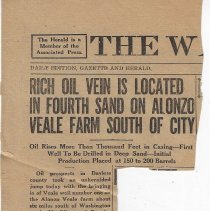 The Herald is a
Member of the
Associated Press.
THE W
DAILY EDITION, GAZETTE AND HERALD,
RICH OIL VEIN IS LOCATED
IN FOURTH SAND ON ALONZO
VEALE FARM SOUTH OF CITY
Oil Rises More Than Thousand Feet in Casing—First
Well To Be Drilled in Deep Sand—Initial
Production Placed at 150 to 200 Barrels
Oil prospects in Daviess
county took an unheralded
jump today with the bringing
in of Veale well number one on
the Alonzo Veale farm about
six miles south of Washington